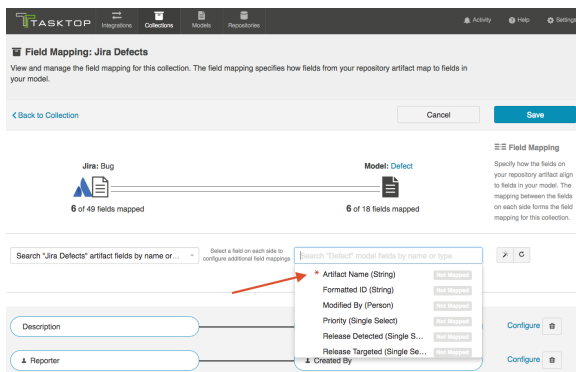 TASKTOP
Integrations
Collections
Models
Repositories
Activity
Help
Settings
Field Mapping: Jira Defects
View and manage the field mapping for this collection. The field mapping specifies how fields from your repository artifact map to fields in
your model.
Back to Collection
Cancel
Save
Jira: Bug
6 of 49 fields mapped
Model: Defect
6 of 18 fields mapped
Field Mapping
Specify how the fields on
your repository artifact align
to fields in your model. The
mapping between the fields
on each side forms the field
mapping for this collection.
Search "Jira Defects" artifact fields by name or...
Select a field on each side to
configure additional field mappings
Search "Defect" model fields by name or type
* Artifact Name (String) Not Mapped
Formatted ID (String) Not Mapped
Modified By (Person) Not Mapped
Priority (Single Select) Not Mapped
Release Detected (Single S... Not Mapped
Release Targeted (Single Se... Not Mapped
Description
Configure
Reporter
Created By
Configure